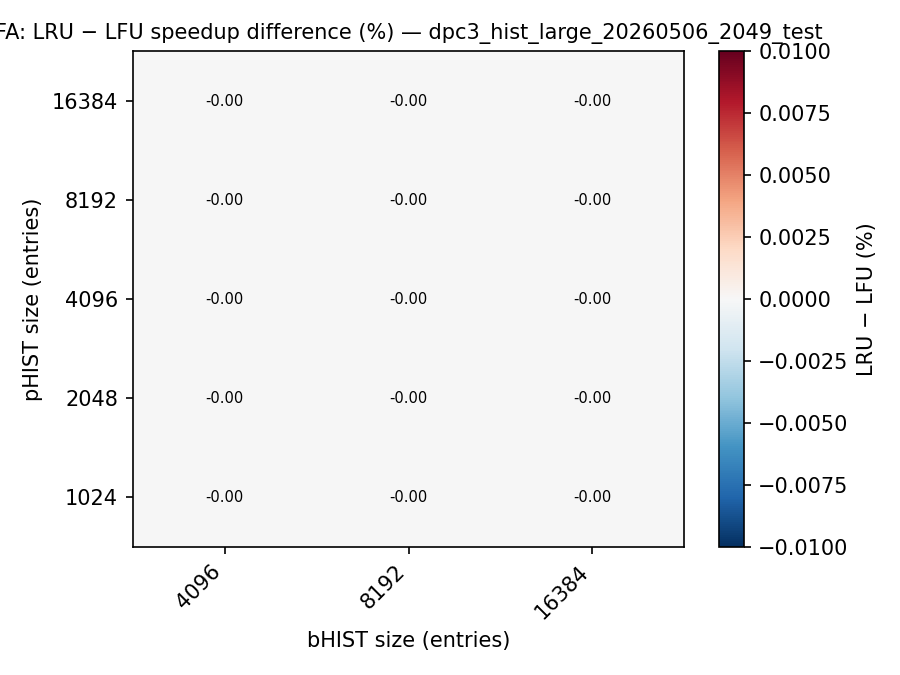 FA: LRU − LFU speedup difference (%) — dpc3_hist_large_20260506_2049_test
pHIST size (entries)
16384
8192
4096
2048
1024
-0.00 -0.00 -0.00
-0.00 -0.00 -0.00
-0.00 -0.00 -0.00
-0.00 -0.00 -0.00
-0.00 -0.00 -0.00
4096 8192 16384
bHIST size (entries)
0.0100
0.0075
0.0050
0.0025
0.0000
−0.0025
−0.0050
−0.0075
−0.0100
LRU − LFU (%)